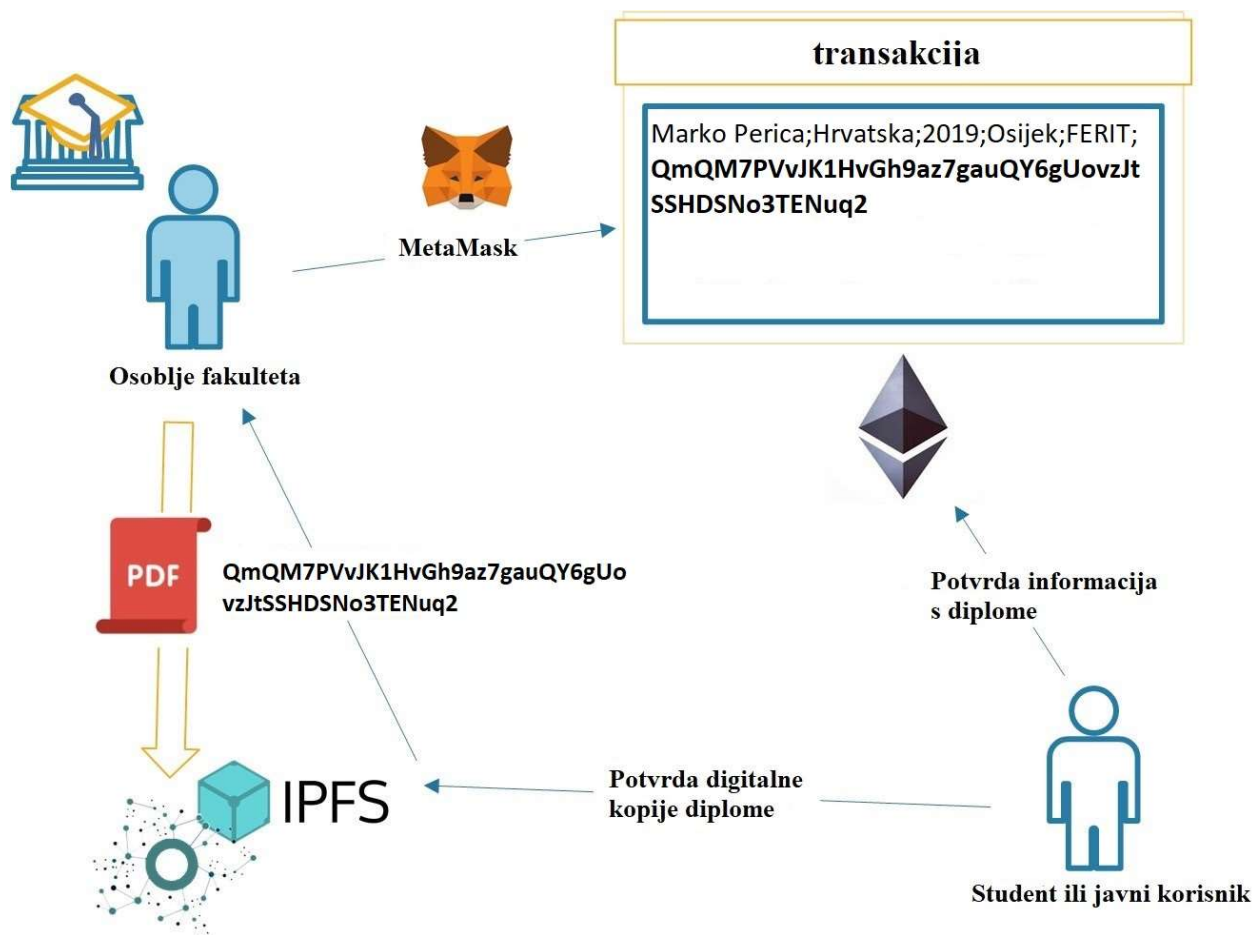 transakcija
Marko Perica;Hrvatska;2019;Osijek;FERIT;
QmQM7PVvJK1HvGh9az7gauQY6gUovzJt
SSHDSNo3TENuq2
MetaMask
Osoblje fakulteta
PDF
QmQM7PVvJK1HvGh9az7gauQY6gUo
vzJtSSHDSNo3TENuq2
Potvrda informacija
s diplome
IPFS
Potvrda digitalne
kopije diplome
Student ili javni korisnik